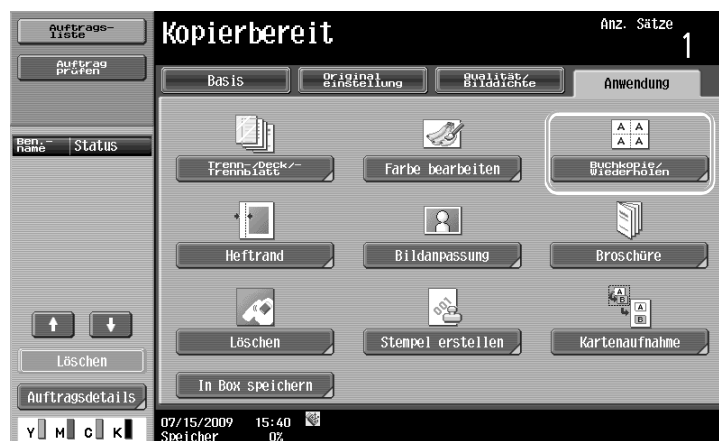 Auftrags-
liste
Auftrag
prüfen
Kopierbereit
Anz. Sätze
1
Basis
Original
einstellung
Qualität/
Bilddichte
Anwendung
Ben.-
name
Status
Trenn-/Deck/-
Trennblatt
Farbe bearbeiten
A A
A A
Buchkopie/
Wiederholen
Heftrand
Bildanpassung
Broschüre
Löschen
001
Stempel erstellen
A
B
A
B
Kartenaufnahme
In Box speichern
Löschen
Auftragsdetails
Y M C K
07/15/2009 15:40
Speicher 0%